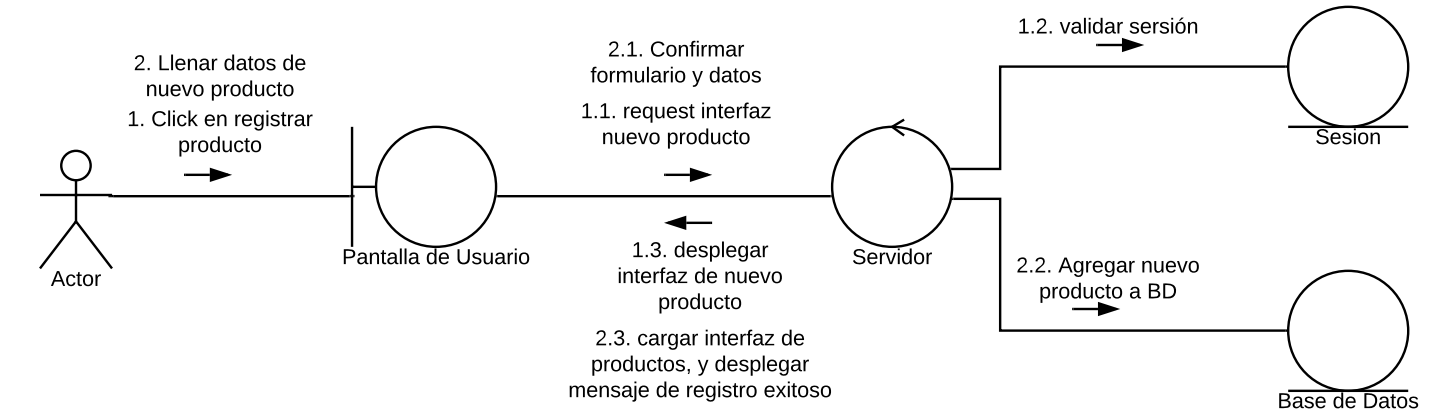 2. Llenar datos de
nuevo producto
1. Click en registrar
producto
Actor
Pantalla de Usuario
2.1. Confirmar
formulario y datos
1.1. request interfaz
nuevo producto
1.3. desplegar
interfaz de nuevo
producto
2.3. cargar interfaz de
productos, y desplegar
mensaje de registro exitoso
Servidor
1.2. validar sersión
Sesion
2.2. Agregar nuevo
producto a BD
Base de Datos